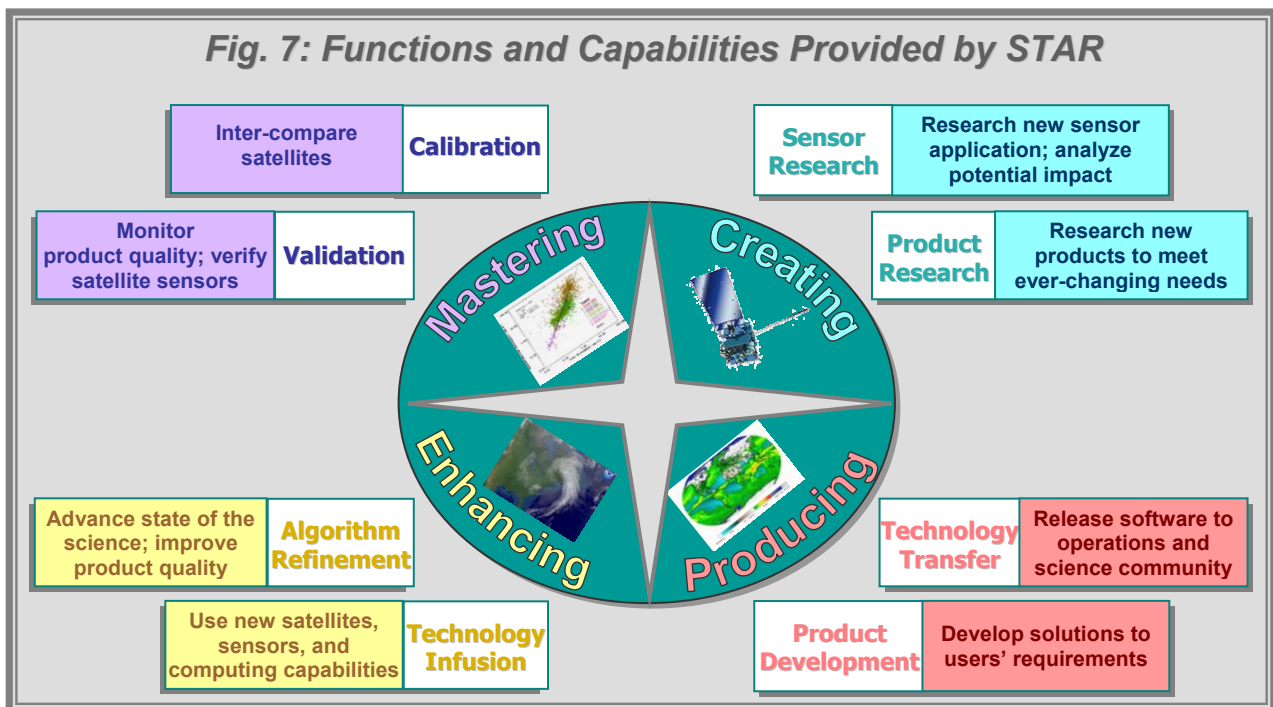 Fig. 7: Functions and Capabilities Provided by STAR
Inter-compare
satellites
Calibration
Monitor
product quality; verify
satellite sensors
Validation
Sensor
Research
Research new sensor
application; analyze
potential impact
Product
Research
Research new
products to meet
ever-changing needs
Mastering
Creating
Enhancing
Producing
Advance state of the
science; improve
product quality
Algorithm
Refinement
Use new satellites,
sensors, and
computing capabilities
Technology
Infusion
Technology
Transfer
Release software to
operations and
science community
Product
Development
Develop solutions to
users’ requirements